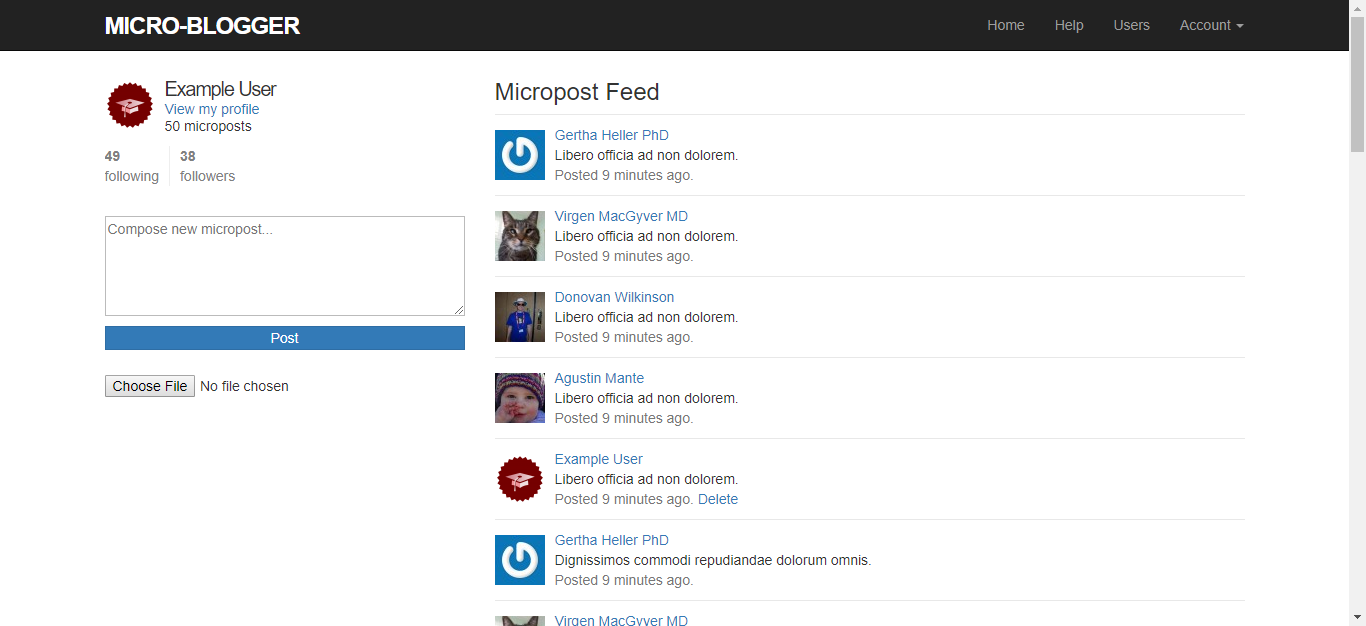 MICRO-BLOGGER
Home Help Users Account
Example User
View my profile
50 microposts
49 38
following followers
Compose new micropost...
Post
Choose File No file chosen
Micropost Feed
Gertha Heller PhD
Libero officia ad non dolorem.
Posted 9 minutes ago.
Virgen MacGyver MD
Libero officia ad non dolorem.
Posted 9 minutes ago.
Donovan Wilkinson
Libero officia ad non dolorem.
Posted 9 minutes ago.
Agustin Mante
Libero officia ad non dolorem.
Posted 9 minutes ago.
Example User
Libero officia ad non dolorem.
Posted 9 minutes ago. Delete
Gertha Heller PhD
Dignissimos commodi repudiandae dolorum omnis.
Posted 9 minutes ago.
Virgen MacGyver MD